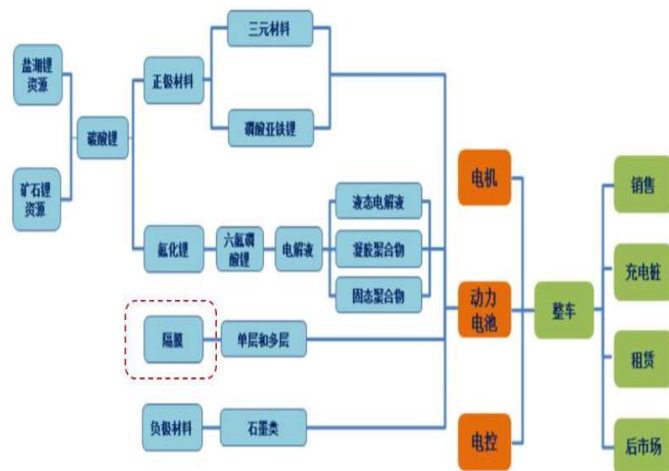 盐湖锂
资源
矿石锂
资源
碳酸锂
正极材料
三元材料
磷酸亚铁锂
氟化锂
六氟磷
酸锂
电解液
液态电解液
凝胶聚合物
固态聚合物
隔膜
单层和多层
负极材料
石墨类
电机
动力
电池
电控
整车
销售
充电桩
租赁
后市场